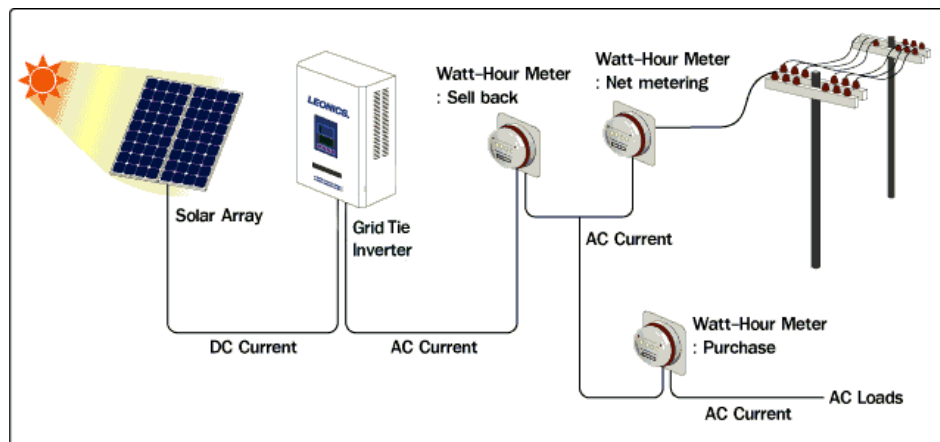 Watt-Hour Meter
: Sell back
Watt-Hour Meter
: Net metering
LEONICS.
Solar Array
Grid Tie
Inverter
AC Current
DC Current
AC Current
Watt-Hour Meter
: Purchase
AC Loads
AC Current